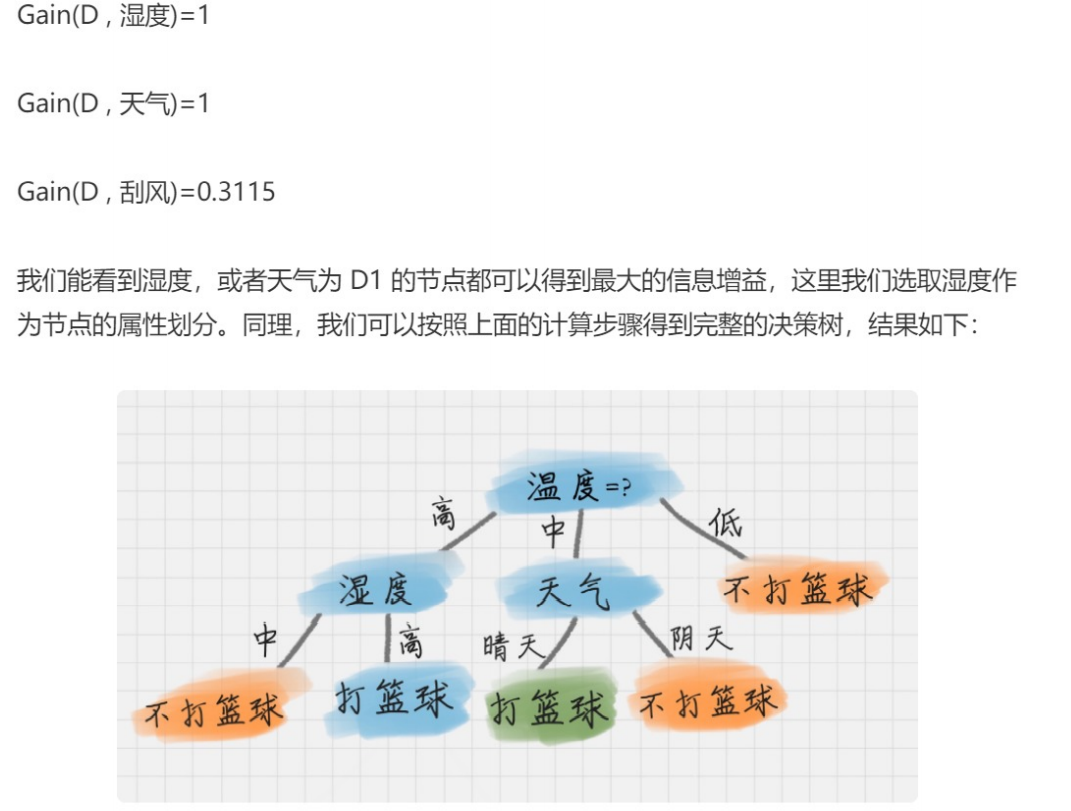 Gain(D , 湿度)=1
Gain(D , 天气)=1
Gain(D , 刮风)=0.3115
我们能看到湿度，或者天气为 D1 的节点都可以得到最大的信息增益，这里我们选取湿度作
为节点的属性划分。同理，我们可以按照上面的计算步骤得到完整的决策树，结果如下：
温度=?
高
中
低
湿度
天气
不打篮球
中
高
晴天
阴天
不打篮球
打篮球
打篮球
不打篮球